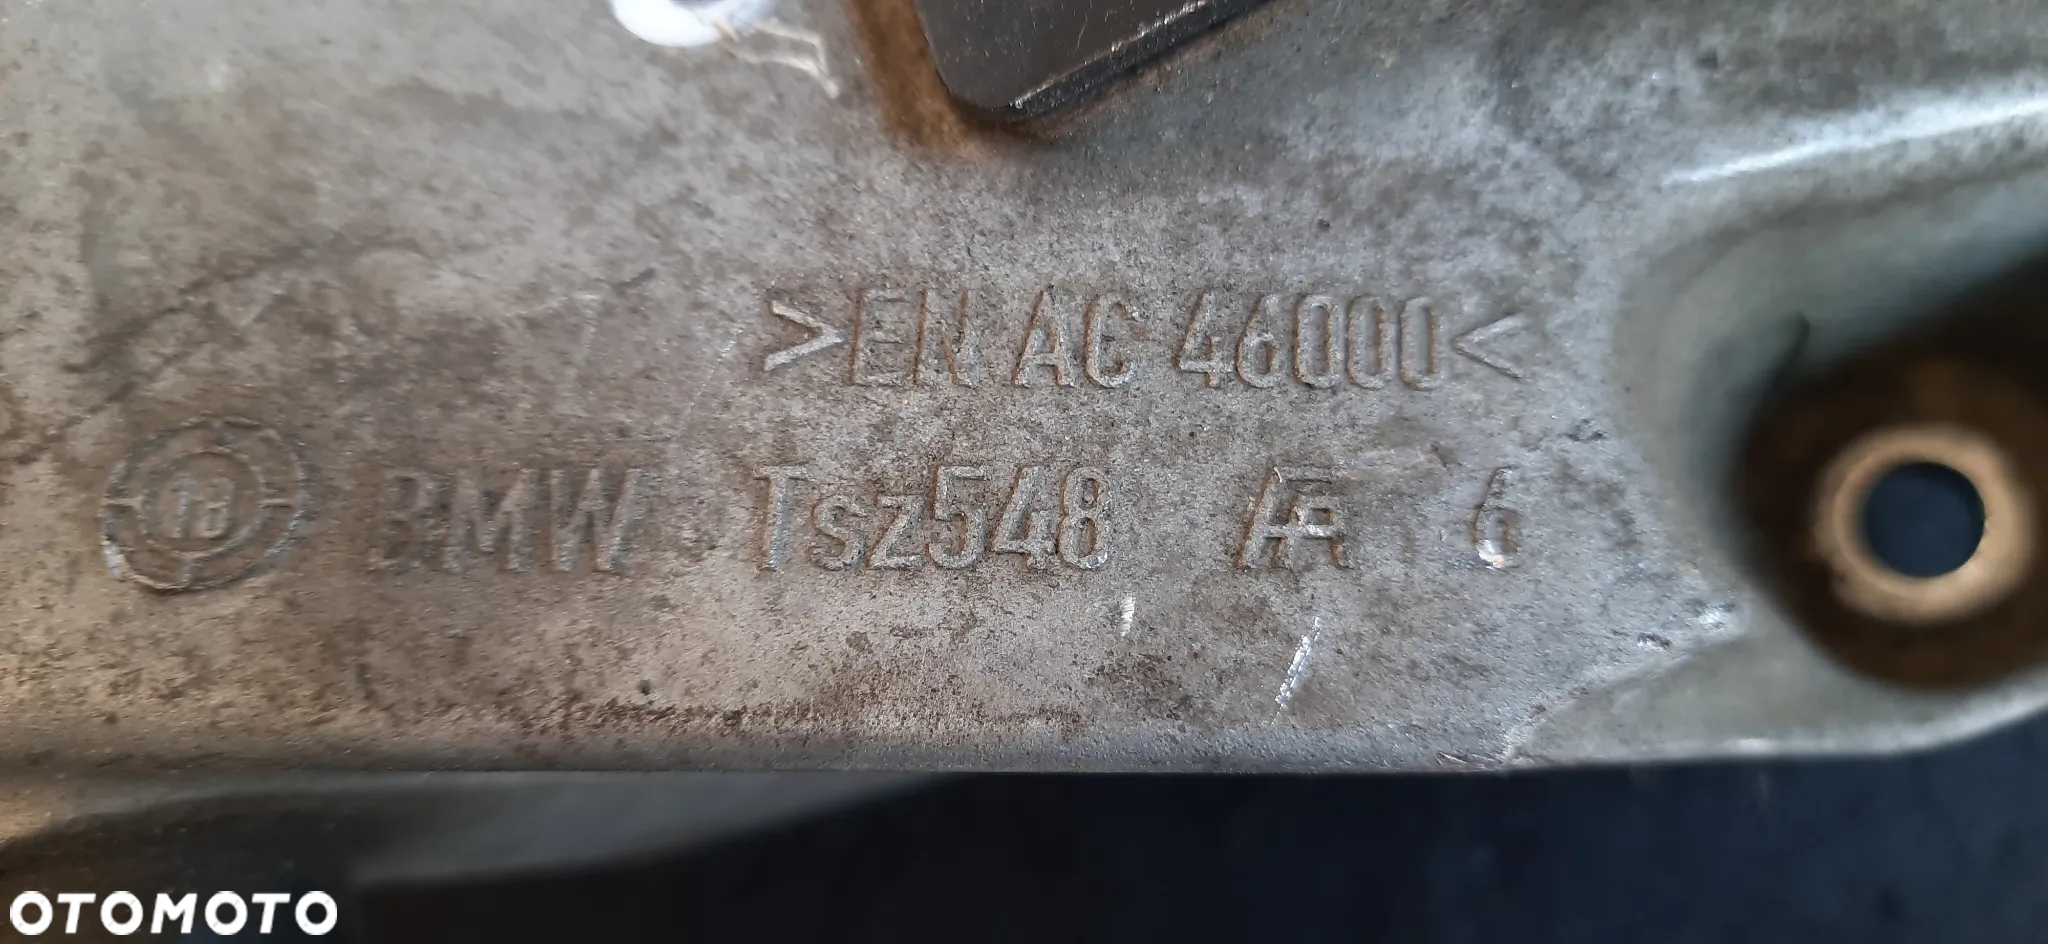 >EN AC 46000<
BMW Tsz548 6
OTOMOTO